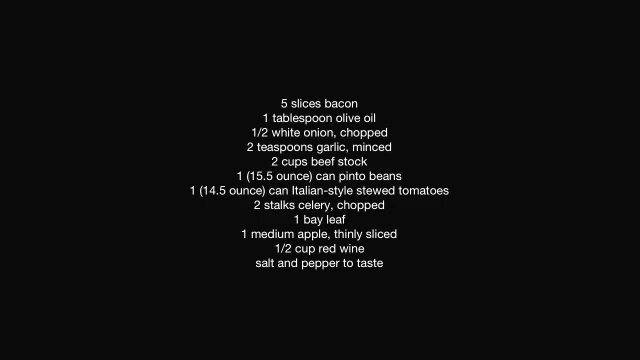 5 slices bacon
1 tablespoon olive oil
1/2 white onion, chopped
2 teaspoons garlic, minced
2 cups beef stock
1 (15.5 ounce) can pinto beans
1 (14.5 ounce) can Italian-style stewed tomatoes
2 stalks celery, chopped
1 bay leaf
1 medium apple, thinly sliced
1/2 cup red wine
salt and pepper to taste